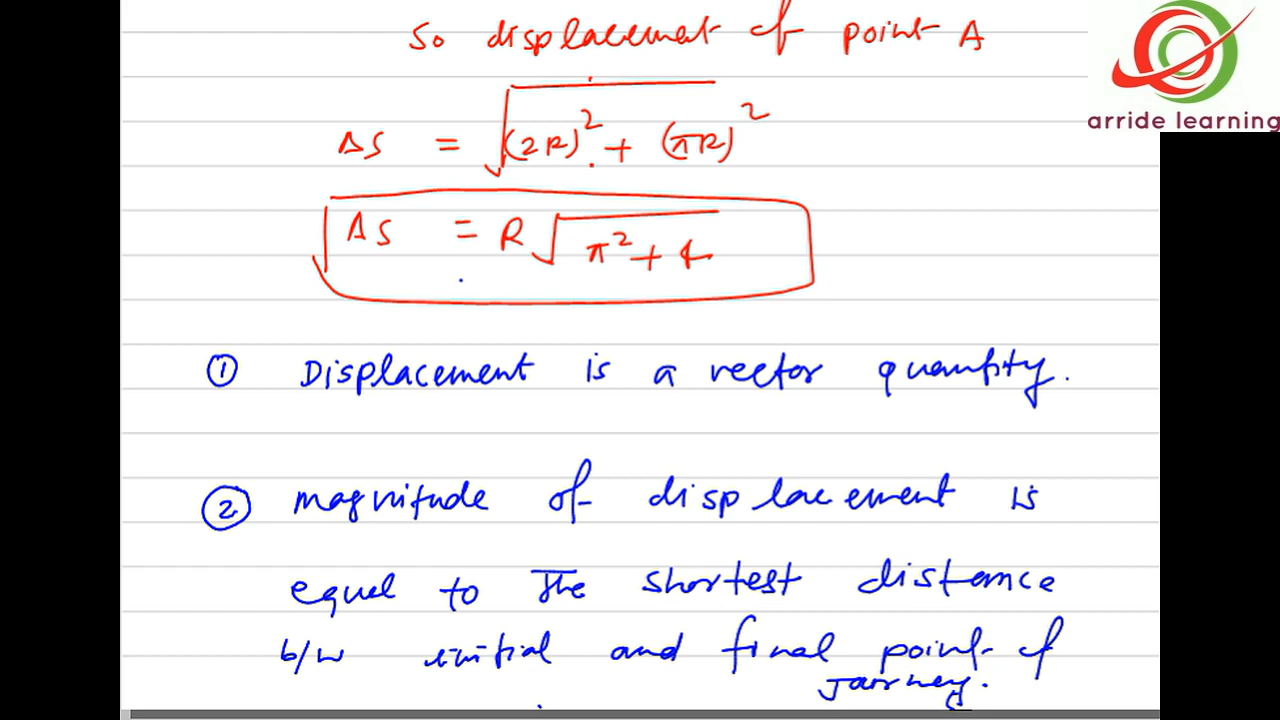 So displacement of point A
arride learning
ΔS = √(2R)² + (πR)²
ΔS = R√π² + 4
① Displacement is a vector quantity.
② magnitude of displacement is
equal to The shortest distance
b/w initial and final point of
Journey.